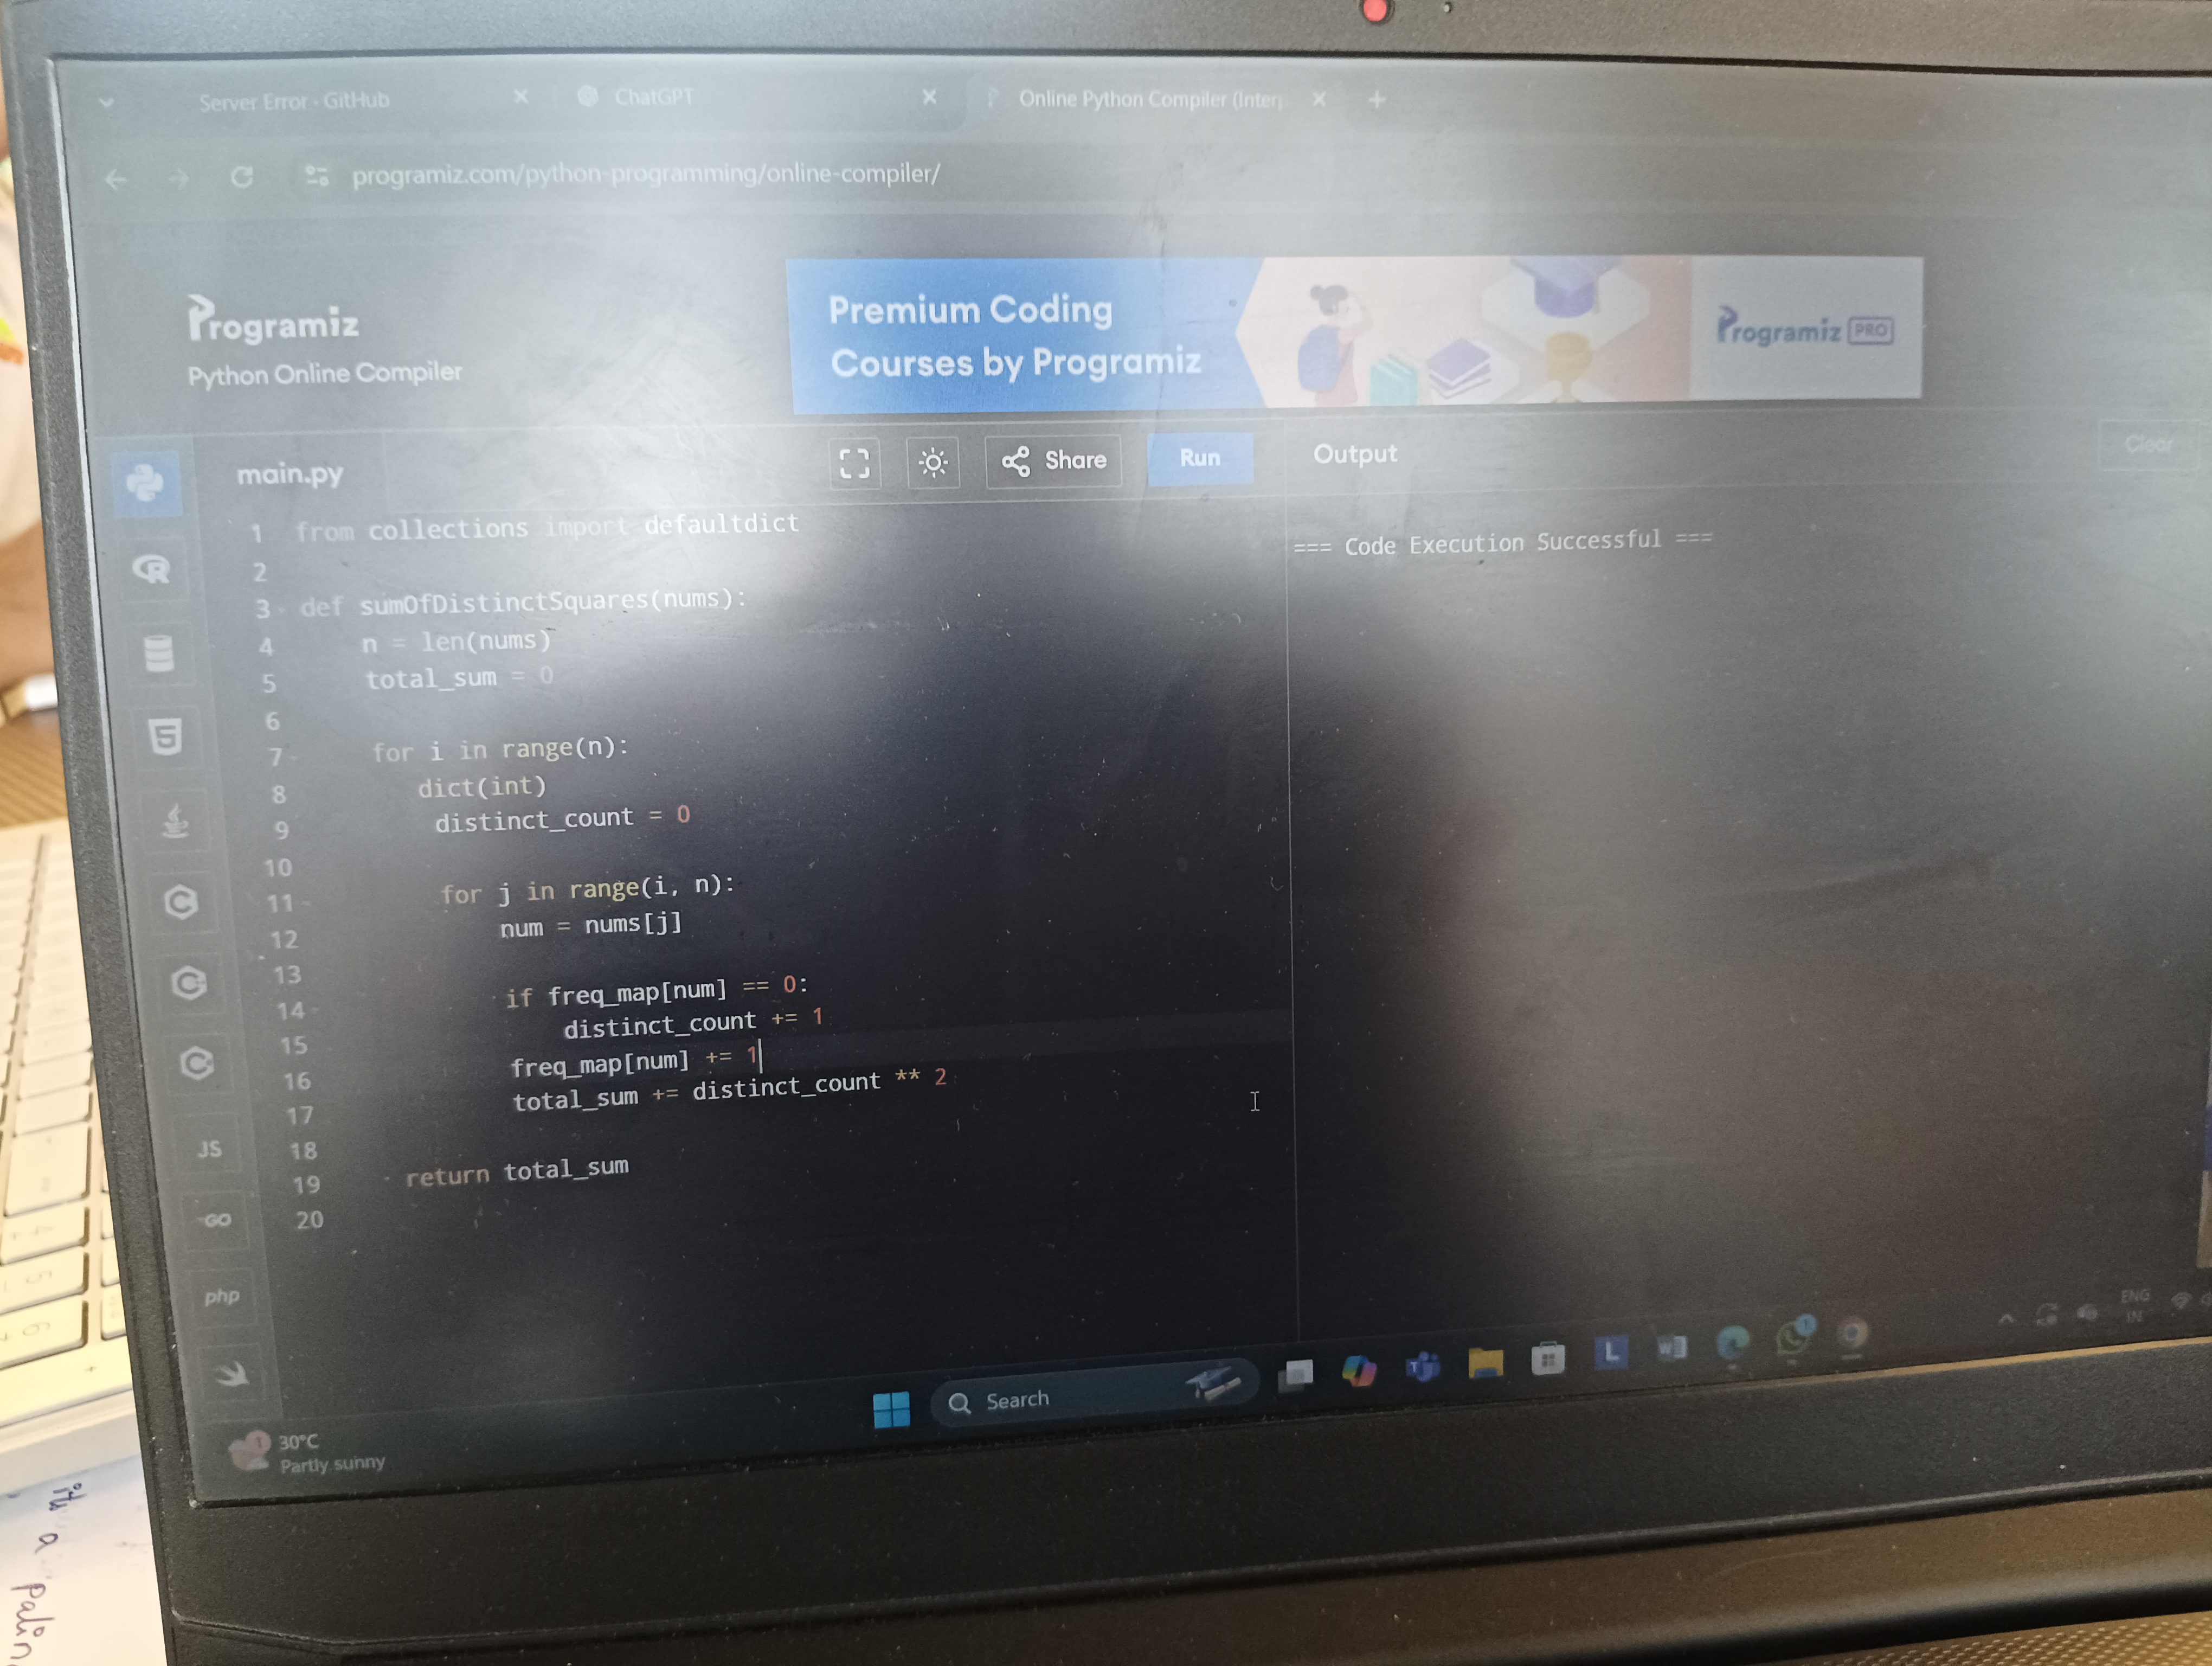 Server Error · GitHub
ChatGPT
Online Python Compiler (Interp
programiz.com/python-programming/online-compiler/
Programiz
Python Online Compiler
Premium Coding
Courses by Programiz
Programiz PRO
main.py
Share
Run
Output
Clear
1 from collections import defaultdict
2
3 def sumOfDistinctSquares(nums):
4 n = len(nums)
5 total_sum = 0
6
7 for i in range(n):
8 dict(int)
9 distinct_count = 0
10
11 for j in range(i, n):
12 num = nums[j]
13
14 if freq_map[num] == 0:
15 distinct_count += 1
16 freq_map[num] += 1
17 total_sum += distinct_count ** 2
18
19 return total_sum
20
=== Code Execution Successful ===
JS
GO
php
30°C
Partly sunny
Search
ENG
IN
a palin